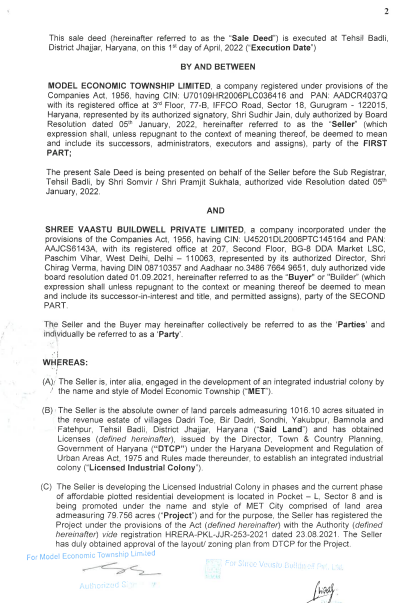 2
This sale deed (hereinafter referred to as the "Sale Deed") is executed at Tehsil Badli,
District Jhajjar, Haryana, on this 1st day of April, 2022 ("Execution Date")
BY AND BETWEEN
MODEL ECONOMIC TOWNSHIP LIMITED, a company registered under provisions of the
Companies Act, 1956, having CIN: U70109HR2006PLC036416 and PAN: AADCR4037Q
with its registered office at 3rd Floor, 77-B, IFFCO Road, Sector 18, Gurugram - 122015,
Haryana, represented by its authorized signatory, Shri Sudhir Jain, duly authorized by Board
Resolution dated 05th January, 2022, hereinafter referred to as the "Seller" (which
expression shall, unless repugnant to the context of meaning thereof, be deemed to mean
and include its successors, administrators, executors and assigns), party of the FIRST
PART;
The present Sale Deed is being presented on behalf of the Seller before the Sub Registrar,
Tehsil Badli, by Shri Somvir / Shri Pramjit Sukhala, authorized vide Resolution dated 05th
January, 2022.
AND
SHREE VAASTU BUILDWELL PRIVATE LIMITED, a company incorporated under the
provisions of the Companies Act, 1956, having CIN: U45201DL2006PTC145164 and PAN:
AAJCS6143A, with its registered office at 207, Second Floor, BG-8 DDA Market LSC,
Paschim Vihar, West Delhi, Delhi – 110063, represented by its authorized Director, Shri
Chirag Verma, having DIN 08710357 and Aadhaar no.3486 7664 9651, duly authorized vide
board resolution dated 01.09.2021, hereinafter referred to as the "Buyer" or "Builder" (which
expression shall unless repugnant to the context or meaning thereof be deemed to mean
and include its successor-in-interest and title, and permitted assigns), party of the SECOND
PART.
The Seller and the Buyer may hereinafter collectively be referred to as the 'Parties' and
individually be referred to as a 'Party'.
WHEREAS:
(A) The Seller is, inter alia, engaged in the development of an integrated industrial colony by
the name and style of Model Economic Township ("MET").
(B) The Seller is the absolute owner of land parcels admeasuring 1016.10 acres situated in
the revenue estate of villages Dadri Toe, Bir Dadri, Sondhi, Yakubpur, Bamnola and
Fatehpur, Tehsil Badli, District Jhajjar, Haryana ("Said Land") and has obtained
Licenses (defined hereinafter), issued by the Director, Town & Country Planning,
Government of Haryana ("DTCP") under the Haryana Development and Regulation of
Urban Areas Act, 1975 and Rules made thereunder, to establish an integrated industrial
colony ("Licensed Industrial Colony").
(C) The Seller is developing the Licensed Industrial Colony in phases and the current phase
of affordable plotted residential development is located in Pocket – L, Sector 8 and is
being promoted under the name and style of MET City comprised of land area
admeasuring 79.756 acres ("Project") and for the purpose, the Seller has registered the
Project under the provisions of the Act (defined hereinafter) with the Authority (defined
hereinafter) vide registration HRERA-PKL-JJR-253-2021 dated 23.08.2021. The Seller
has duly obtained approval of the layout/ zoning plan from DTCP for the Project.
For Model Economic Township Limited
For Shree Vaastu Buildwell Pvt. Ltd.
Authorized Signatory